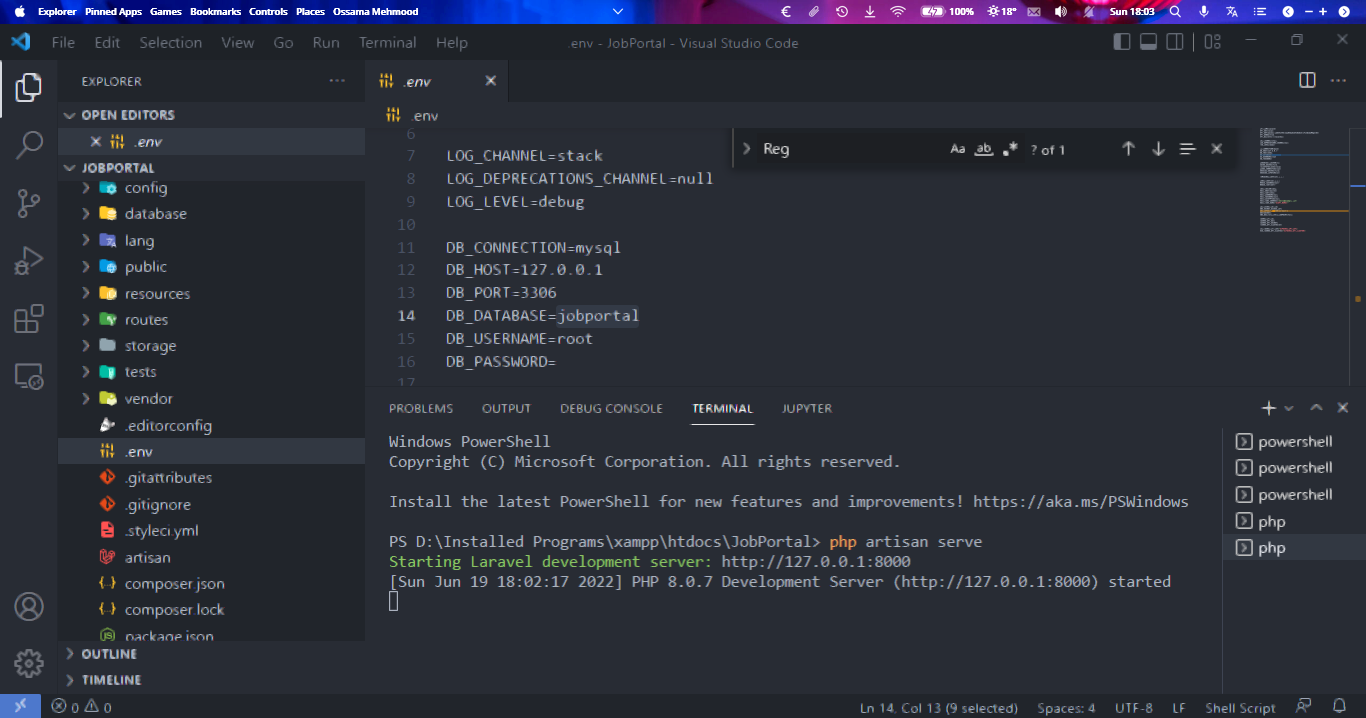 Explorer Pinned Apps Games Bookmarks Controls Places Ossama Mehmood
100% 18° Sun 18:03
File Edit Selection View Go Run Terminal Help
.env - JobPortal - Visual Studio Code
EXPLORER
OPEN EDITORS
.env
JOBPORTAL
config
database
lang
public
resources
routes
storage
tests
vendor
.editorconfig
.env
.gitattributes
.gitignore
.styleci.yml
artisan
composer.json
composer.lock
package.json
OUTLINE
TIMELINE
.env
.env
Reg
Aa ab .* ? of 1
6
7 LOG_CHANNEL=stack
8 LOG_DEPRECATIONS_CHANNEL=null
9 LOG_LEVEL=debug
10
11 DB_CONNECTION=mysql
12 DB_HOST=127.0.0.1
13 DB_PORT=3306
14 DB_DATABASE=jobportal
15 DB_USERNAME=root
16 DB_PASSWORD=
17
PROBLEMS OUTPUT DEBUG CONSOLE TERMINAL JUPYTER
Windows PowerShell
Copyright (C) Microsoft Corporation. All rights reserved.
Install the latest PowerShell for new features and improvements! https://aka.ms/PSWindows
PS D:\Installed Programs\xampp\htdocs\JobPortal> php artisan serve
Starting Laravel development server: http://127.0.0.1:8000
[Sun Jun 19 18:02:17 2022] PHP 8.0.7 Development Server (http://127.0.0.1:8000) started
powershell
powershell
powershell
php
php
0 0
Ln 14, Col 13 (9 selected) Spaces: 4 UTF-8 LF Shell Script